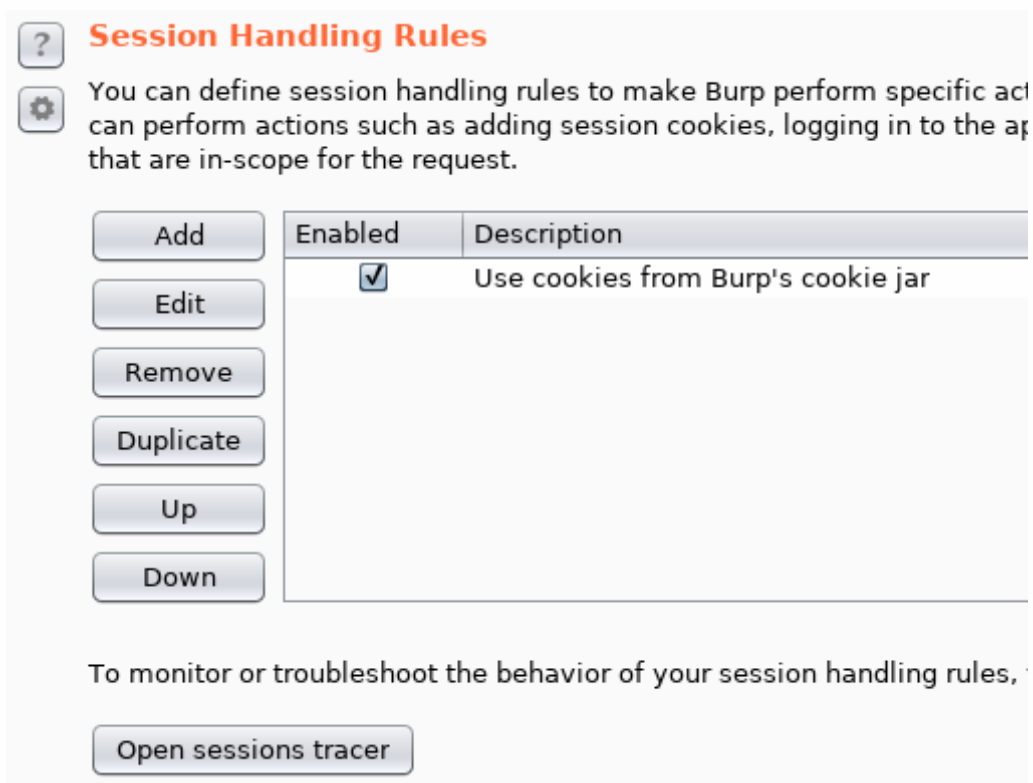 ?
Session Handling Rules
You can define session handling rules to make Burp perform specific
can perform actions such as adding session cookies, logging in to the
that are in-scope for the request.
Add
Enabled Description
Use cookies from Burp's cookie jar
Edit
Remove
Duplicate
Up
Down
To monitor or troubleshoot the behavior of your session handling rules,
Open sessions tracer